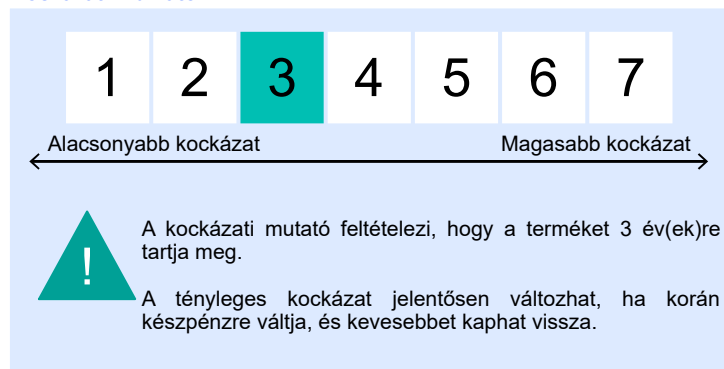 1 2 3 4 5 6 7
Alacsonyabb kockázat Magasabb kockázat
!
A kockázati mutató feltételezi, hogy a terméket 3 év(ek)re
tartja meg.
A tényleges kockázat jelentősen változhat, ha korán
készpénzre váltja, és kevesebbet kaphat vissza.